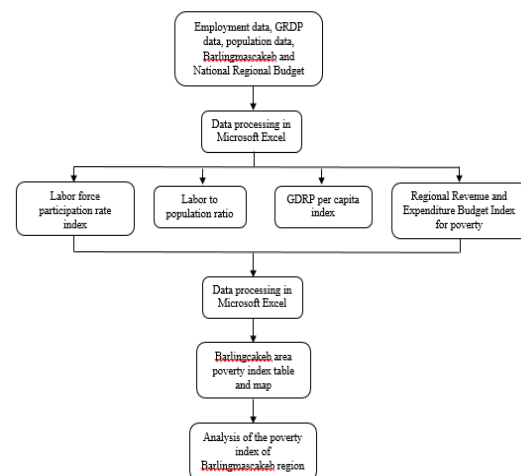 Employment data, GRDP
data, population data,
Barlingmascakeb and
National Regional Budget
Data processing in
Microsoft Excel
Labor force
participation rate
index
Labor to
population ratio
GDRP per capita
index
Regional Revenue and
Expenditure Budget Index
for poverty
Data processing in
Microsoft Excel
Barlingcakeb area
poverty index table
and map
Analysis of the poverty
index of
Barlingmascakeb region